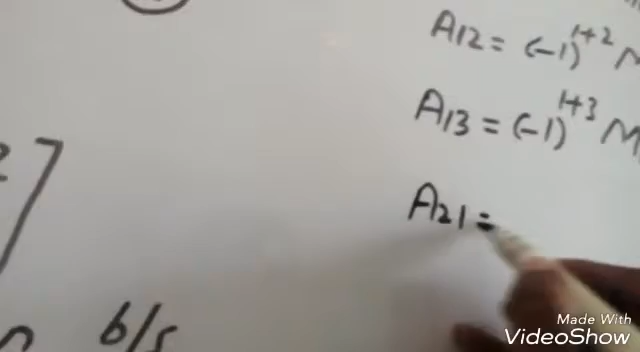 A12 = (-1)^1+2 M
A13 = (-1)^1+3 M
A21 =
b/s
Made With
VideoShow